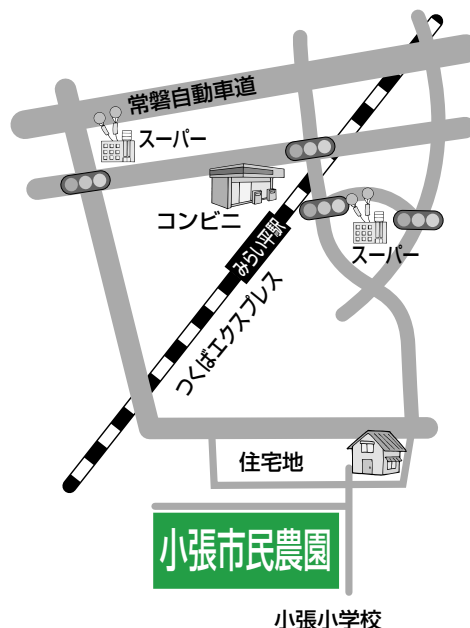 常磐自動車道
スーパー
コンビニ
スーパー
みらい平駅
つくばエクスプレス
住宅地
小張市民農園
小張小学校